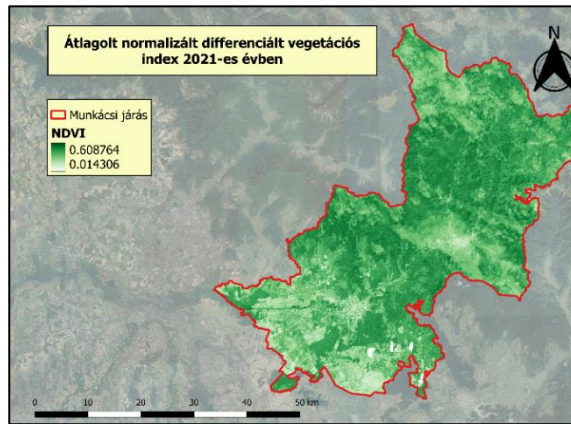 Átlagolt normalizált differenciált vegetációs
index 2021-es évben
N
Munkácsi járás
NDVI
0.608764
0.014306
0 10 20 30 40 50 km